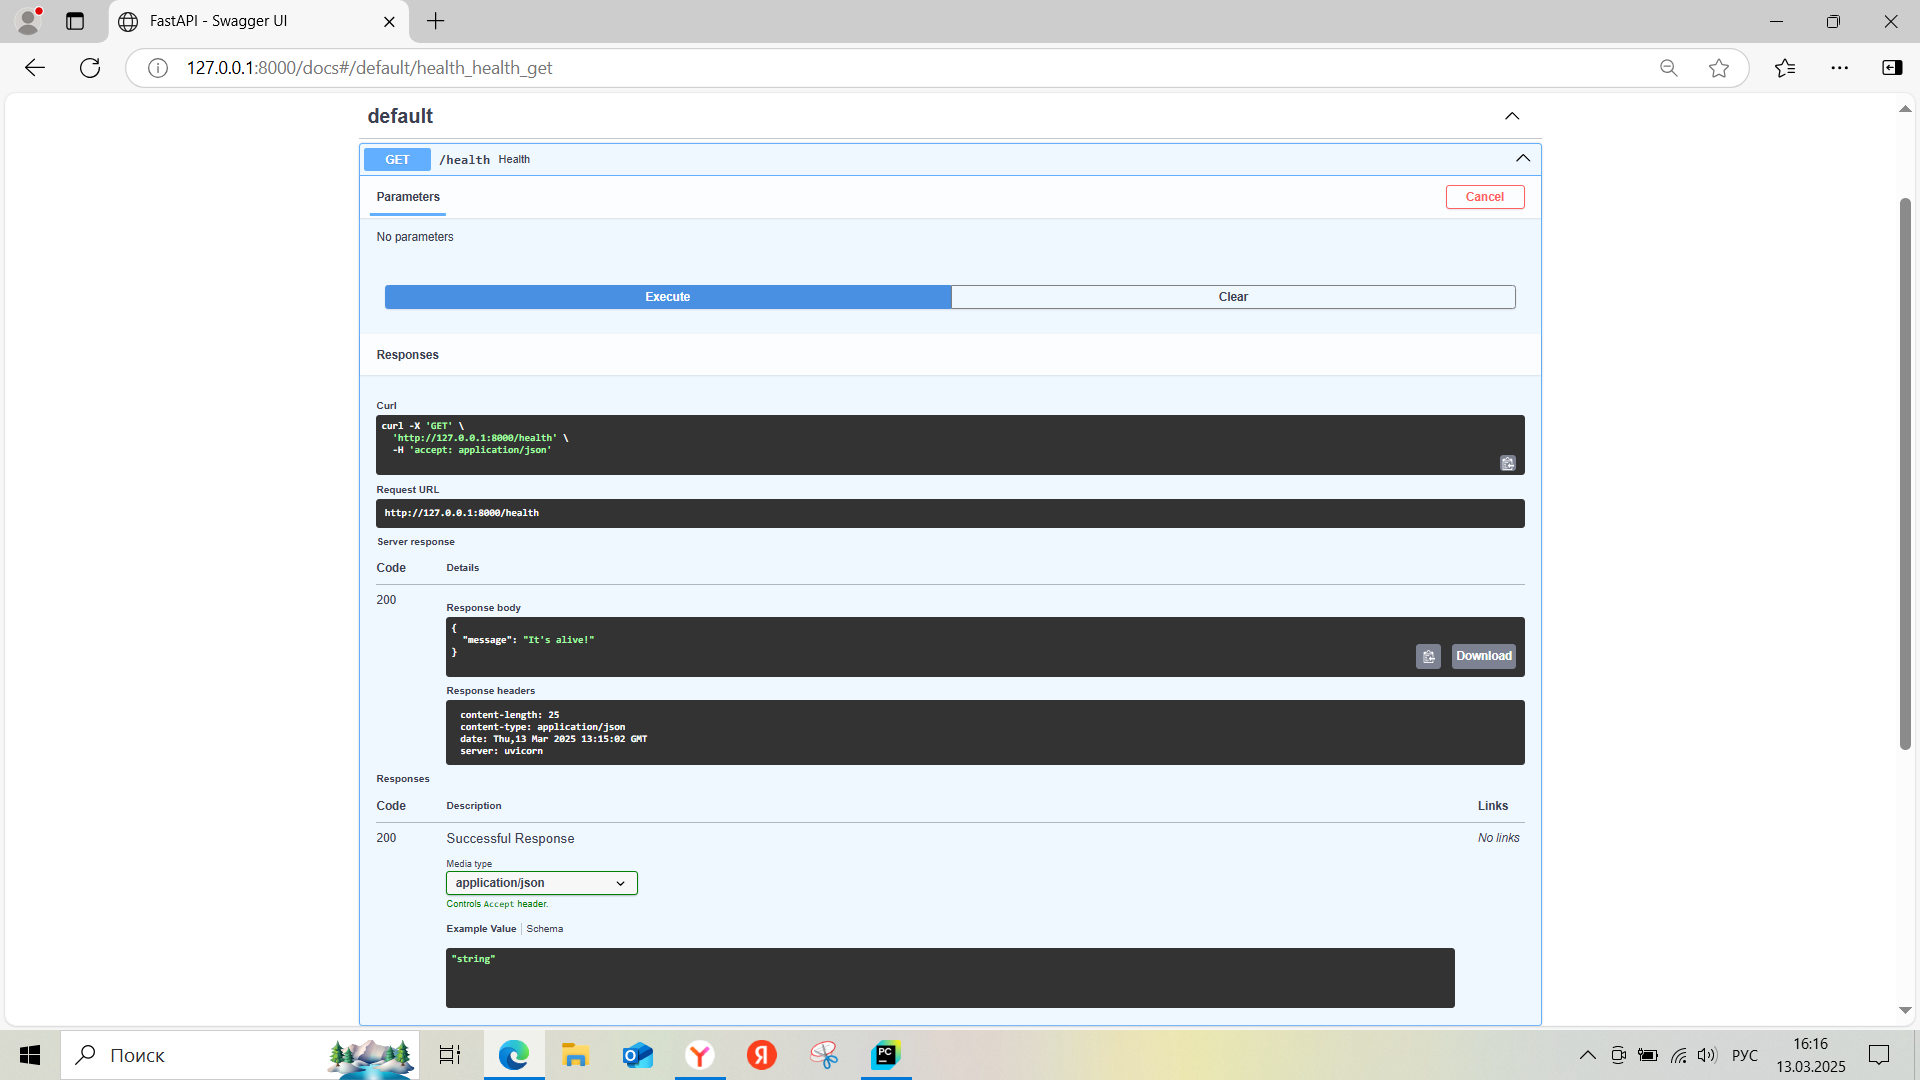 FastAPI - Swagger UI
127.0.0.1:8000/docs#/default/health_health_get
default
GET /health Health
Parameters
Cancel
No parameters
Execute
Clear
Responses
Curl
curl -X 'GET' \
'http://127.0.0.1:8000/health' \
-H 'accept: application/json'
Request URL
http://127.0.0.1:8000/health
Server response
Code Details
200
Response body
{
"message": "It's alive!"
}
Download
Response headers
content-length: 25
content-type: application/json
date: Thu,13 Mar 2025 13:15:02 GMT
server: uvicorn
Responses
Code Description Links
200 Successful Response No links
Media type
application/json
Controls Accept header.
Example Value Schema
"string"
Поиск
O
Y
Я
PC
РУС
16:16
13.03.2025